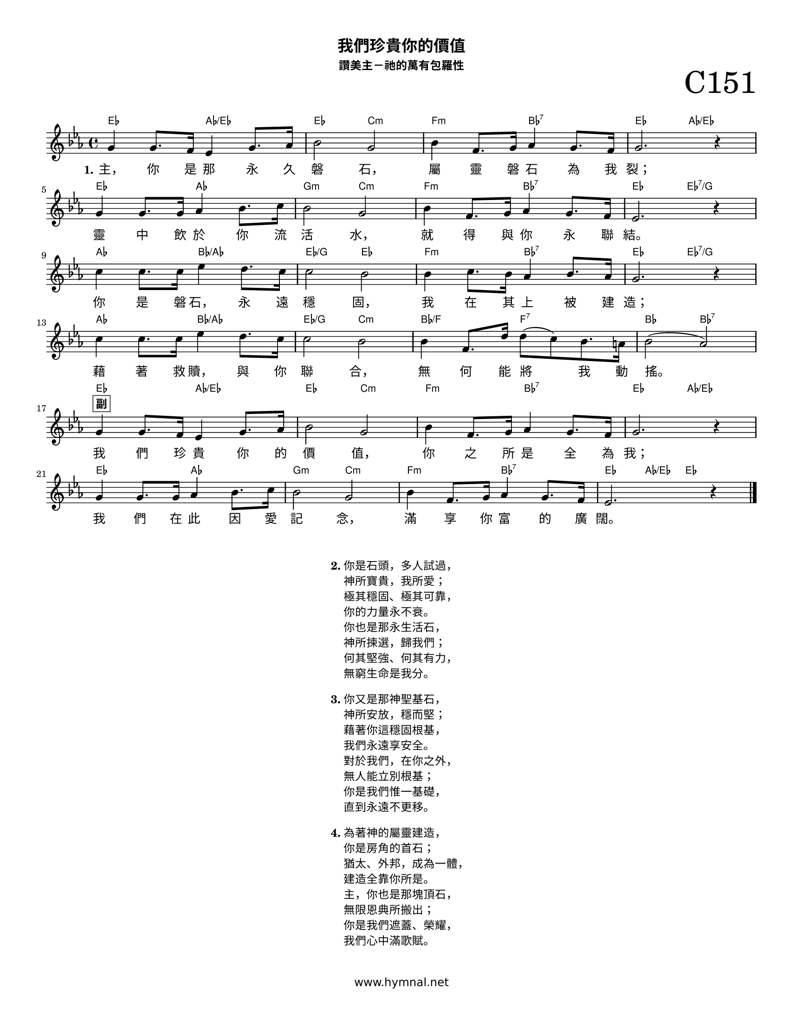 我們珍貴你的價值
讚美主－祂的萬有包羅性
C151
E♭ A♭/E♭ E♭ Cm Fm B♭7 E♭ A♭/E♭
1. 主， 你 是 那 永 久 磐 石， 屬 靈 磐 石 為 我 裂；
5 E♭ A♭ Gm Cm Fm B♭7 E♭ E♭7/G
靈 中 飲 於 你 流 活 水， 就 得 與 你 永 聯 結。
9 A♭ B♭/A♭ E♭/G E♭ Fm B♭7 E♭ E♭7/G
你 是 磐 石， 永 遠 穩 固， 我 在 其 上 被 建 造；
13 A♭ B♭/A♭ E♭/G Cm B♭/F F7 B♭ B♭7
藉 著 救 贖， 與 你 聯 合， 無 何 能 將 我 動 搖。
E♭ A♭/E♭ E♭ Cm Fm B♭7 E♭ A♭/E♭
副
17
我 們 珍 貴 你 的 價 值， 你 之 所 是 全 為 我；
21 E♭ A♭ Gm Cm Fm B♭7 E♭ A♭/E♭ E♭
我 們 在 此 因 愛 記 念， 滿 享 你 富 的 廣 闊。
2. 你是石頭，多人試過，
神所寶貴，我所愛；
極其穩固、極其可靠，
你的力量永不衰。
你也是那永生活石，
神所揀選，歸我們；
何其堅強、何其有力，
無窮生命是我分。
3. 你又是那神聖基石，
神所安放，穩而堅；
藉著你這穩固根基，
我們永遠享安全。
對於我們，在你之外，
無人能立別根基；
你是我們惟一基礎，
直到永遠不更移。
4. 為著神的屬靈建造，
你是房角的首石；
猶太、外邦，成為一體，
建造全靠你所是。
主，你也是那塊頂石，
無限恩典所搬出；
你是我們遮蓋、榮耀，
我們心中滿歌賦。
www.hymnal.net